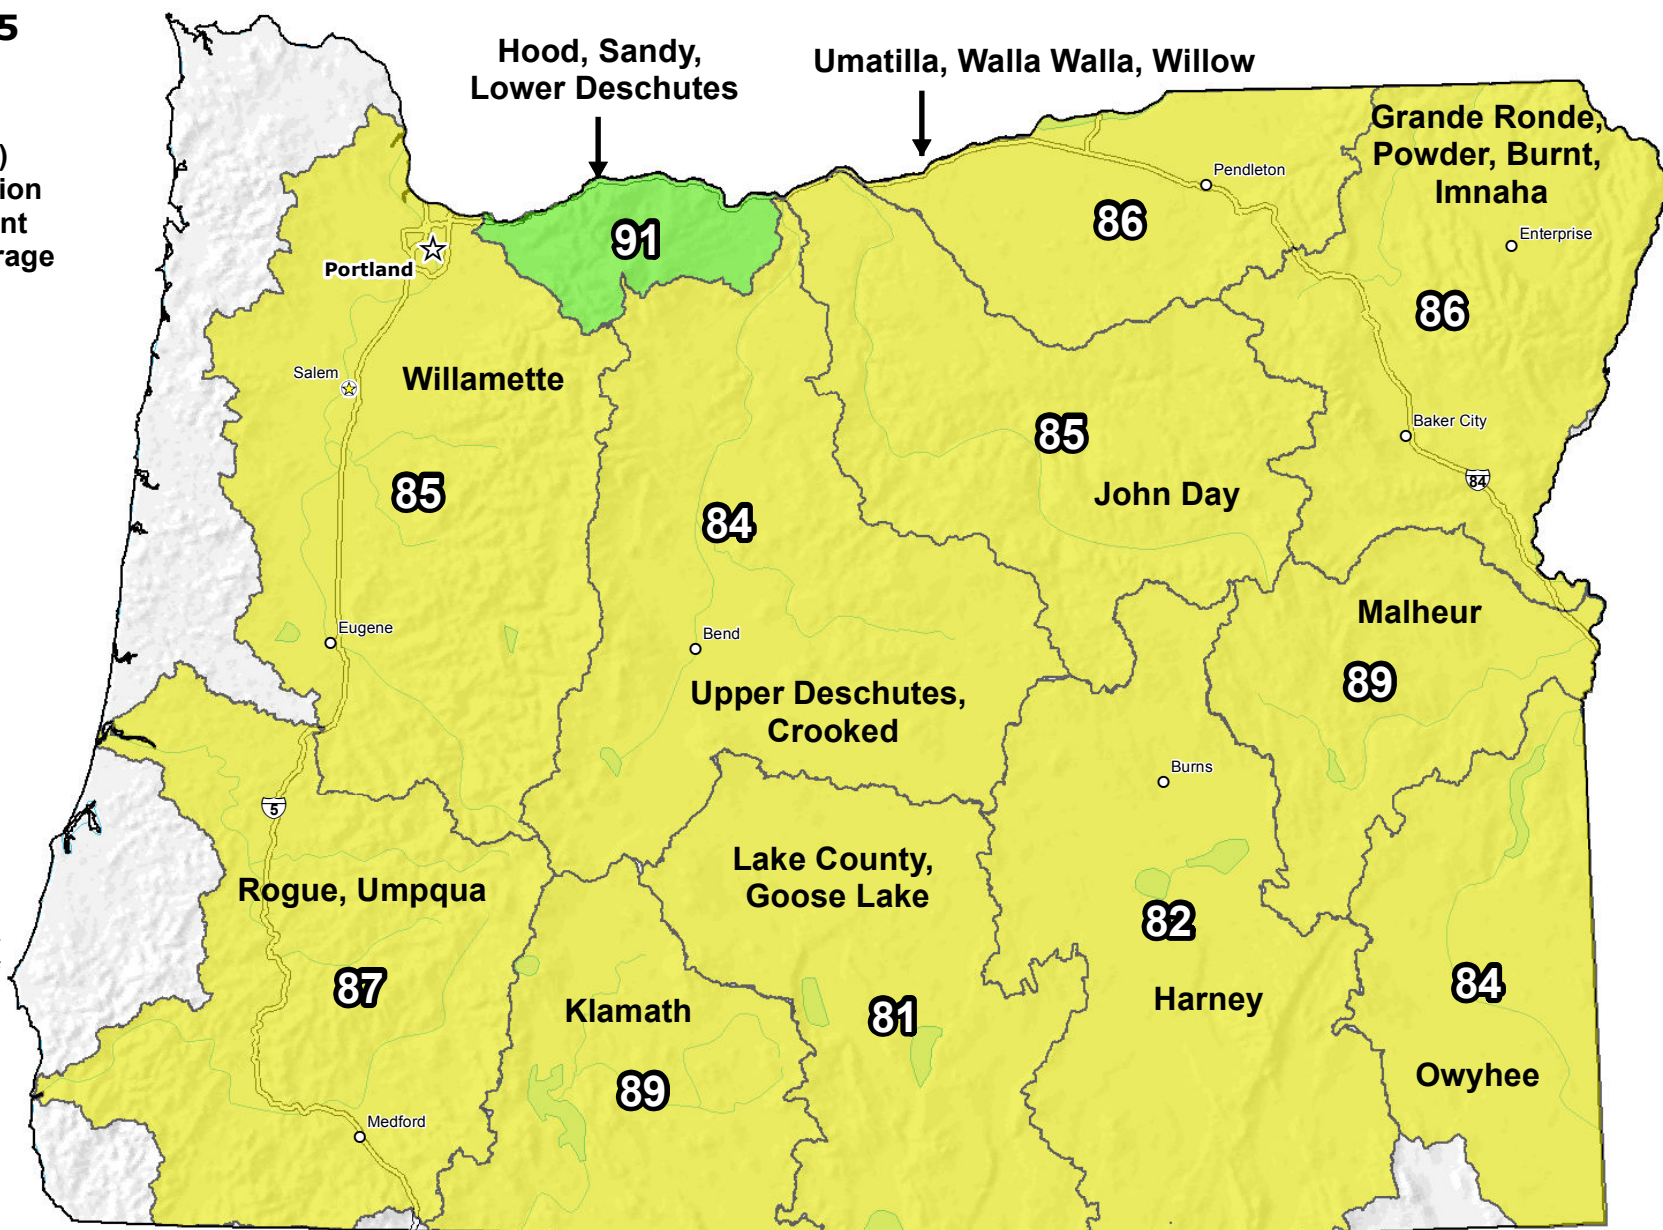 5
)
ion
nt
rage
Hood, Sandy,
Lower Deschutes
Umatilla, Walla Walla, Willow
Grande Ronde,
Powder, Burnt,
Imnaha
Pendleton
Enterprise
91
86
86
Portland
Salem
Willamette
85
84
85
John Day
Baker City
84
Malheur
89
Eugene
Bend
Upper Deschutes,
Crooked
Burns
5
Rogue, Umpqua
87
Lake County,
Goose Lake
81
82
Harney
Klamath
89
84
Owyhee
Medford